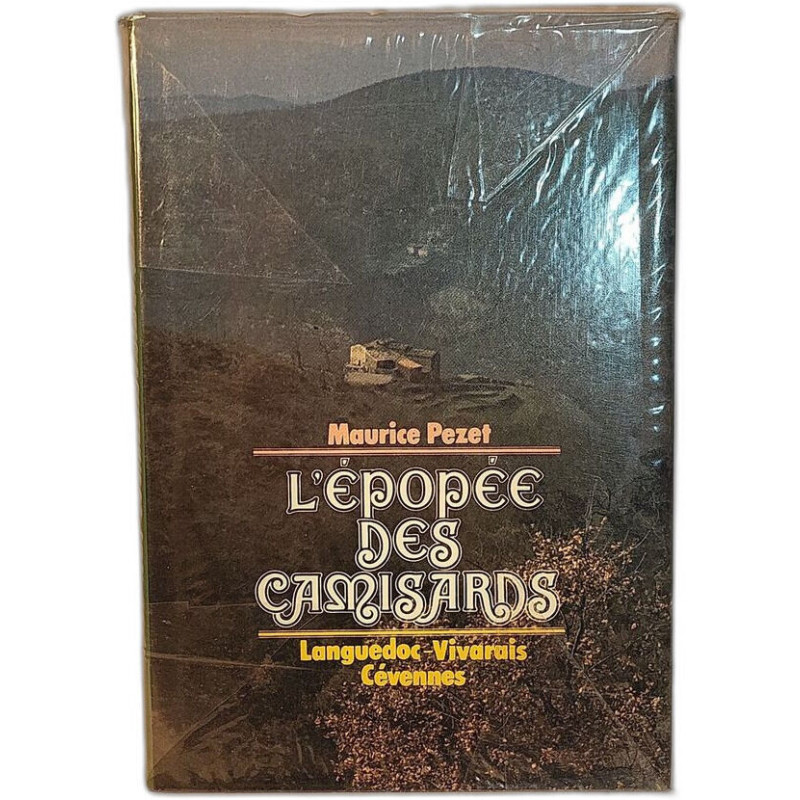 Maurice Pezet
L'ÉPOPÉE
DES
CAMISARDS
Languedoc-Vivarais
Cévennes